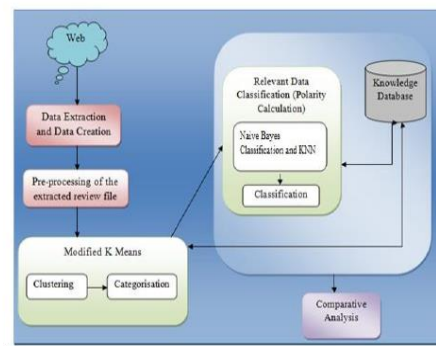 Web
Data Extraction
and Data Creation
Pre-processing of the
extracted review file
Modified K Means
Clustering
Categorisation
Relevant Data
Classification (Polarity
Calculation)
Naive Bayes
Classification and KNN
Classification
Knowledge
Database
Comparative
Analysis